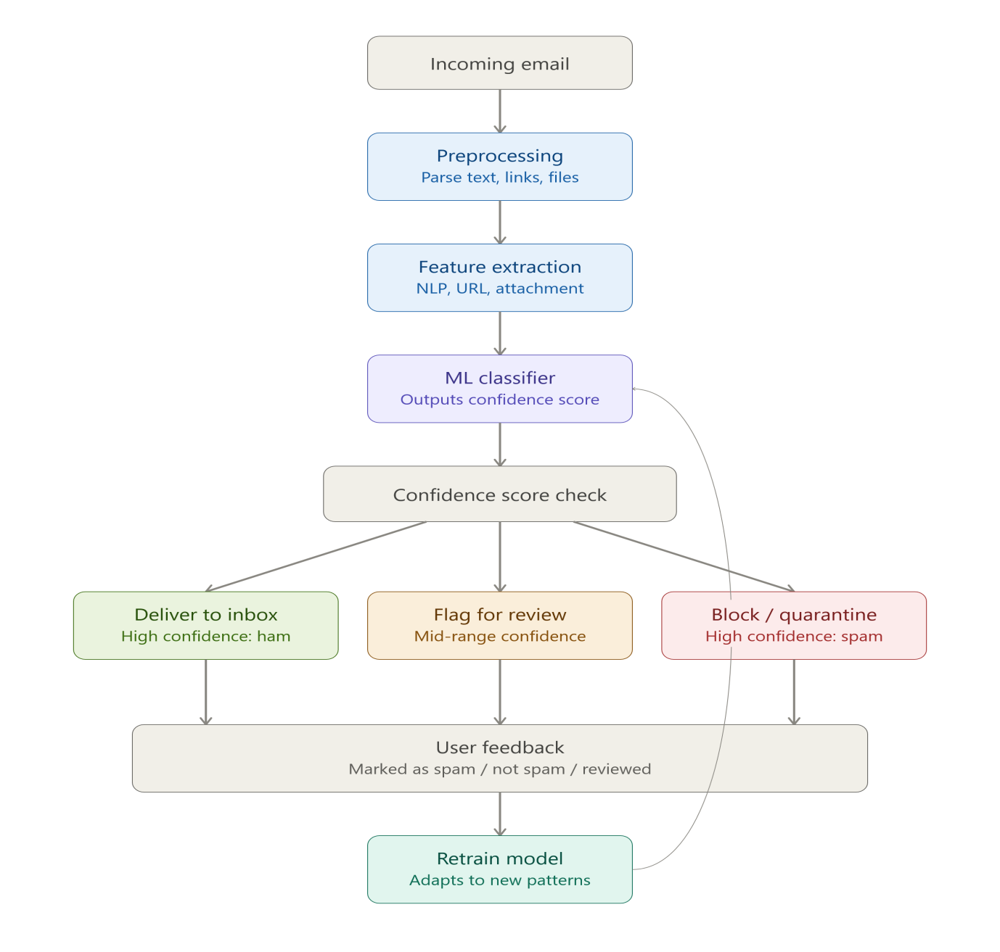 Incoming email
Preprocessing
Parse text, links, files
Feature extraction
NLP, URL, attachment
ML classifier
Outputs confidence score
Confidence score check
Deliver to inbox
High confidence: ham
Flag for review
Mid-range confidence
Block / quarantine
High confidence: spam
User feedback
Marked as spam / not spam / reviewed
Retrain model
Adapts to new patterns